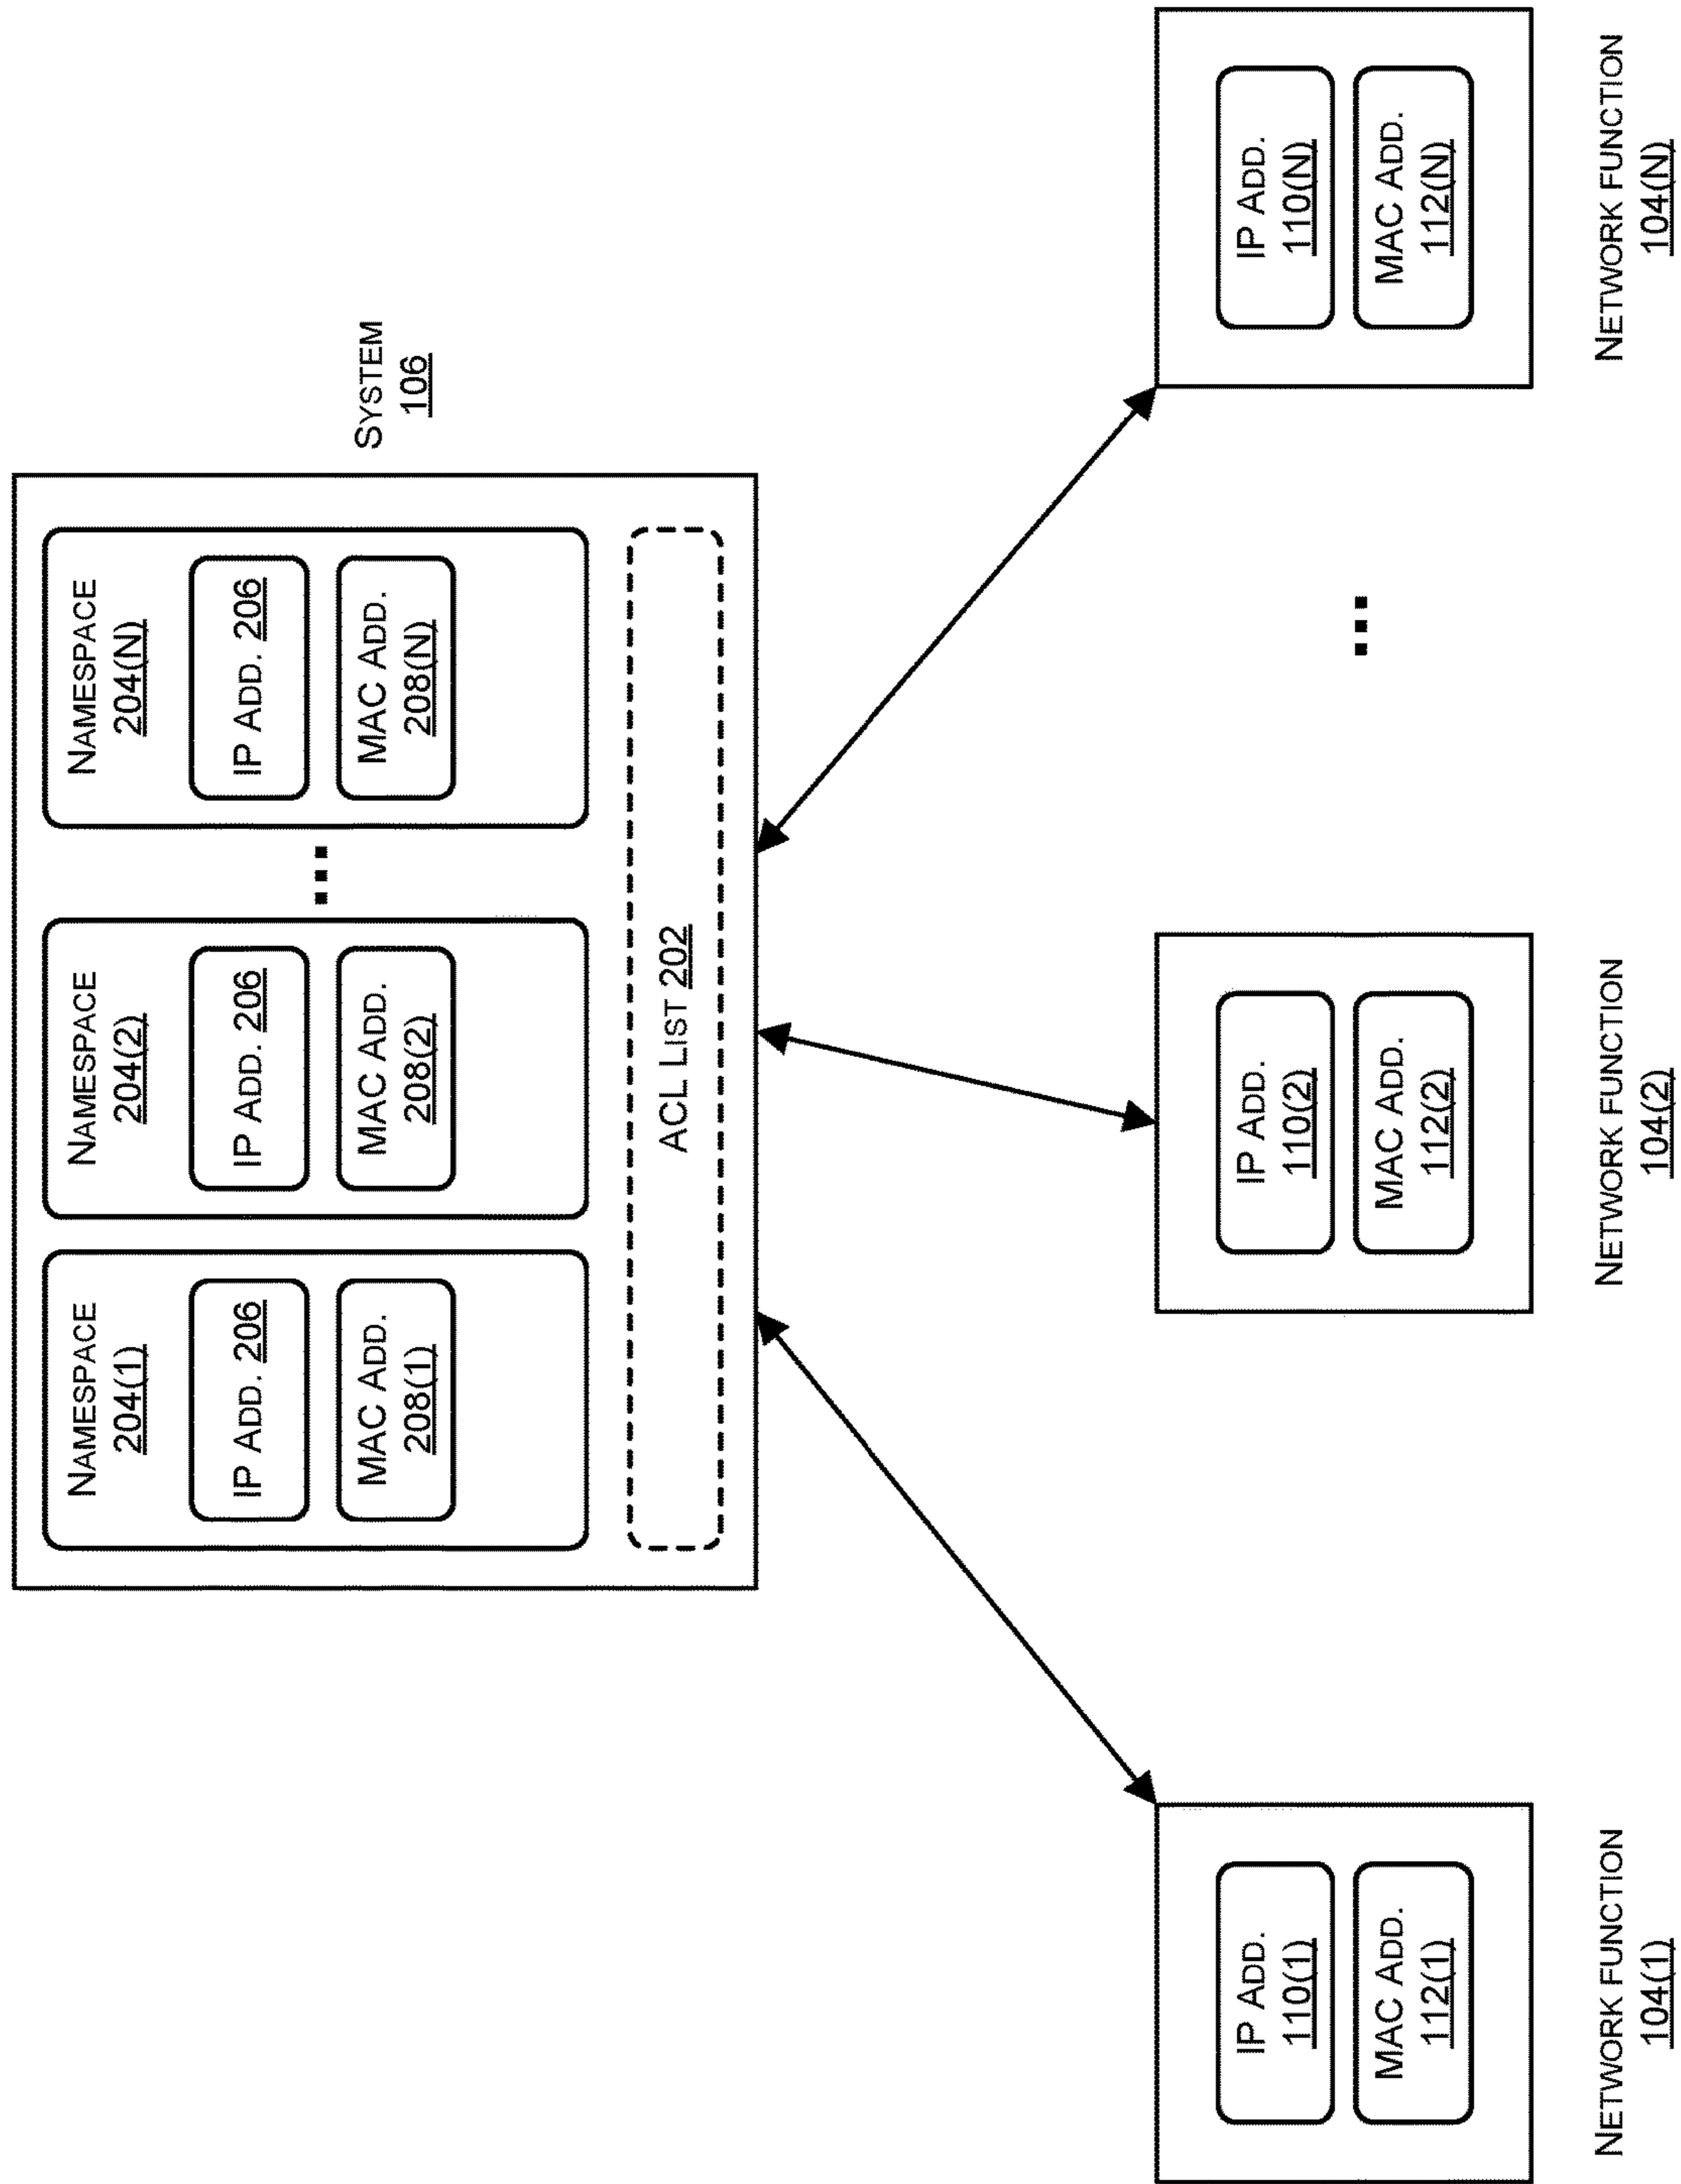 SYSTEM
106
NAMESPACE
204(1)
IP ADD. 206
MAC ADD.
208(1)
NAMESPACE
204(2)
IP ADD. 206
MAC ADD.
208(2)
...
NAMESPACE
204(N)
IP ADD. 206
MAC ADD.
208(N)
ACL LIST 202
IP ADD.
110(1)
MAC ADD.
112(1)
NETWORK FUNCTION
104(1)
IP ADD.
110(2)
MAC ADD.
112(2)
NETWORK FUNCTION
104(2)
...
IP ADD.
110(N)
MAC ADD.
112(N)
NETWORK FUNCTION
104(N)